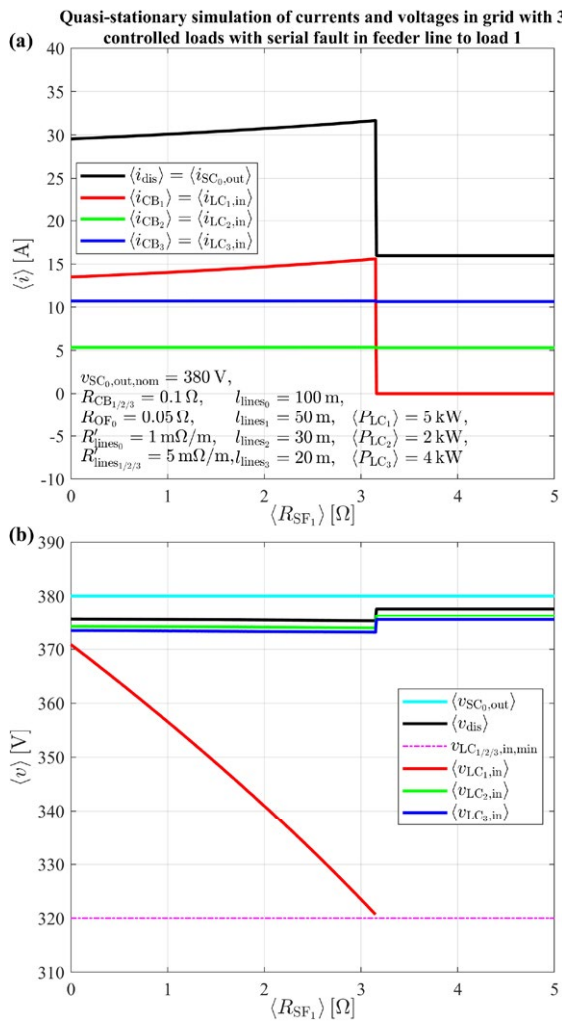 Quasi-stationary simulation of currents and voltages in grid with 3
controlled loads with serial fault in feeder line to load 1
(a)
40
35
30
25
20
15
10
5
0
-5
-10
⟨i⟩ [A]
⟨i_dis⟩ = ⟨i_SC₀,out⟩
⟨i_CB₁⟩ = ⟨i_LC₁,in⟩
⟨i_CB₂⟩ = ⟨i_LC₂,in⟩
⟨i_CB₃⟩ = ⟨i_LC₃,in⟩
v_SC₀,out,nom = 380 V,
R_CB₁/₂/₃ = 0.1 Ω, l_lines₀ = 100 m,
R_OF₀ = 0.05 Ω, l_lines₁ = 50 m, ⟨P_LC₁⟩ = 5 kW,
R′_lines₀ = 1 mΩ/m, l_lines₂ = 30 m, ⟨P_LC₂⟩ = 2 kW
R′_lines₁/₂/₃ = 5 mΩ/m, l_lines₃ = 20 m, ⟨P_LC₃⟩ = 4 kW
0 1 2 3 4 5
⟨R_SF₁⟩ [Ω]
(b)
390
380
370
360
350
340
330
320
310
⟨v⟩ [V]
⟨v_SC₀,out⟩
⟨v_dis⟩
v_LC₁/₂/₃,in,min
⟨v_LC₁,in⟩
⟨v_LC₂,in⟩
⟨v_LC₃,in⟩
0 1 2 3 4 5
⟨R_SF₁⟩ [Ω]